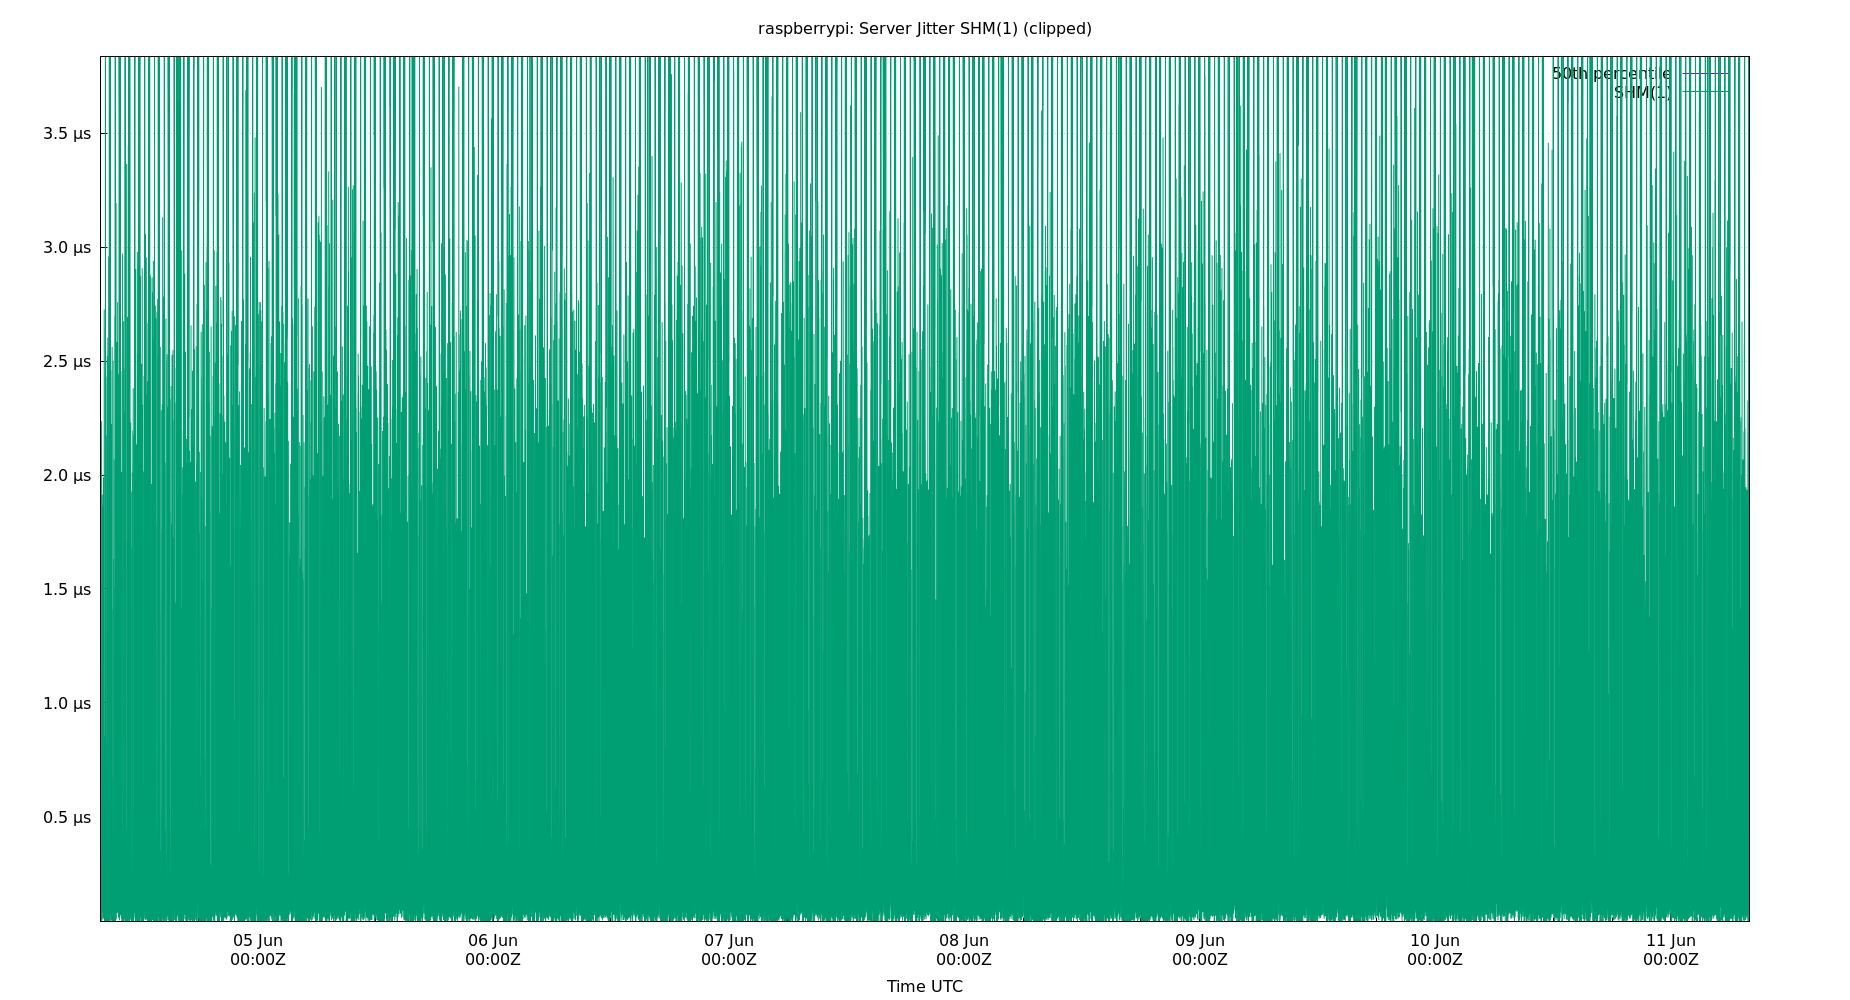 raspberrypi: Server Jitter SHM(1) (clipped)
50th percentile
SHM(1)
3.5 μs
3.0 μs
2.5 μs
2.0 μs
1.5 μs
1.0 μs
0.5 μs
05 Jun 06 Jun 07 Jun 08 Jun 09 Jun 10 Jun 11 Jun
00:00Z 00:00Z 00:00Z 00:00Z 00:00Z 00:00Z 00:00Z
Time UTC